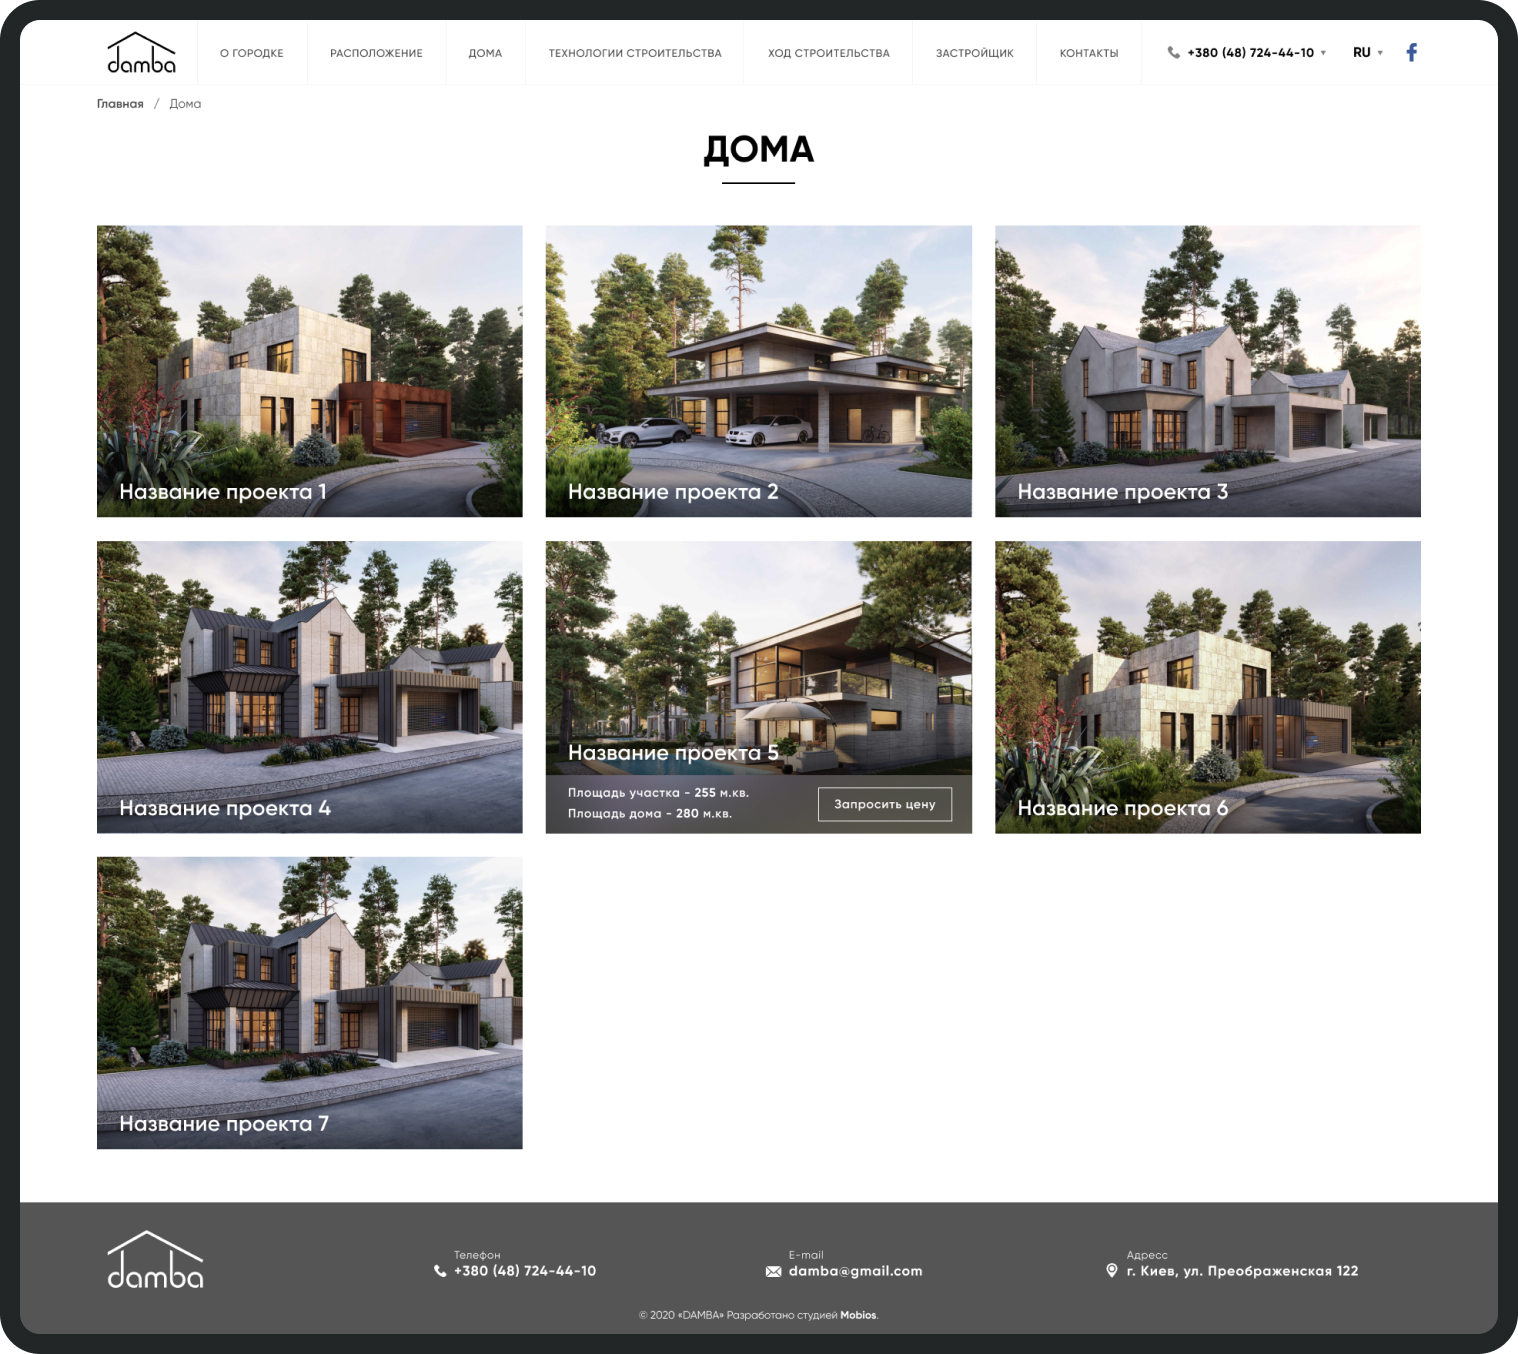 damba
О ГОРОДКЕ
РАСПОЛОЖЕНИЕ
ДОМА
ТЕХНОЛОГИИ СТРОИТЕЛЬСТВА
ХОД СТРОИТЕЛЬСТВА
ЗАСТРОЙЩИК
КОНТАКТЫ
+380 (48) 724-44-10
RU
Главная / Дома
ДОМА
Название проекта 1
Название проекта 2
Название проекта 3
Название проекта 4
Название проекта 5
Площадь участка - 255 м.кв.
Площадь дома - 280 м.кв.
Запросить цену
Название проекта 6
Название проекта 7
damba
Телефон
+380 (48) 724-44-10
E-mail
damba@gmail.com
Адресс
г. Киев, ул. Преображенская 122
© 2020 «DAMBA» Разработано студией Mobios.